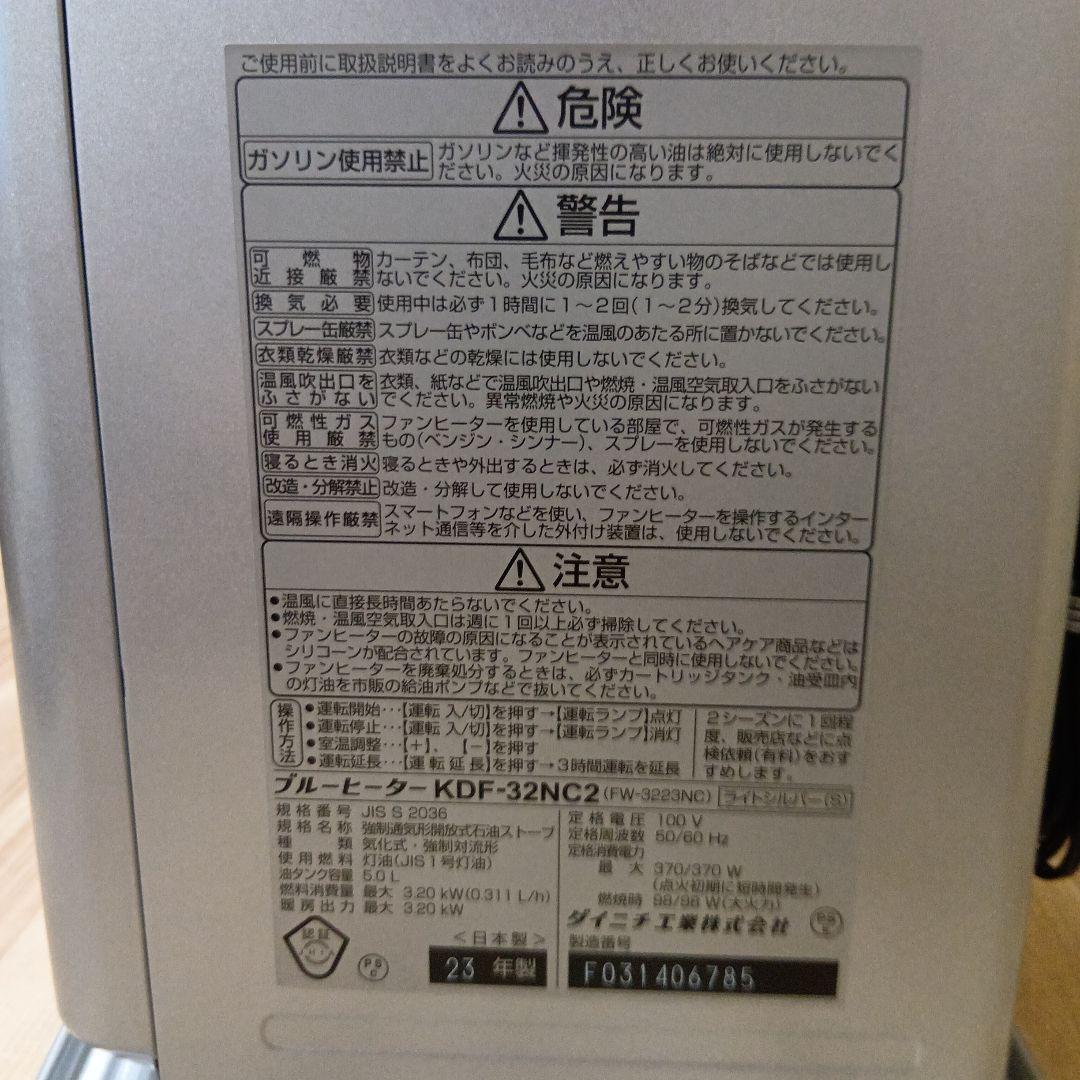 ご使用前に取扱説明書をよくお読みのうえ、正しくお使いください。
危険
ガソリン使用禁止 ガソリンなど揮発性の高い油は絶対に使用しないでく
ださい。火災の原因になります。
警告
可燃物 カーテン、布団、毛布など燃えやすい物のそばなどでは使用し
近接厳禁 ないでください。火災の原因になります。
換気必要 使用中は必ず1時間に1～2回(1～2分)換気してください。
スプレー缶厳禁 スプレー缶やボンベなどを温風のあたる所に置かないでください。
衣類乾燥厳禁 衣類などの乾燥には使用しないでください。
温風吹出口を 衣類、紙などで温風吹出口や燃焼・温風空気取入口をふさがない
ふさがない でください。異常燃焼や火災の原因になります。
可燃性ガス ファンヒーターを使用している部屋で、可燃性ガスが発生する
使用厳禁 もの(ベンジン・シンナー)、スプレーを使用しないでください。
寝るとき消火 寝るときや外出するときは、必ず消火してください。
改造・分解禁止 改造・分解して使用しないでください。
遠隔操作厳禁 スマートフォンなどを使い、ファンヒーターを操作するインター
ネット通信等を介した外付け装置は、使用しないでください。
注意
●温風に直接長時間あたらないでください。
●燃焼・温風空気取入口は週に1回以上必ず掃除してください。
●ファンヒーターの故障の原因になることが表示されているヘアケア商品などは
シリコーンが配合されています。ファンヒーターと同時に使用しないでください。
●ファンヒーターを廃棄処分するときは、必ずカートリッジタンク・油受皿内
の灯油を市販の給油ポンプなどで抜いてください。
操作方法
●運転開始…【運転 入/切】を押す→【運転ランプ】点灯
●運転停止…【運転 入/切】を押す→【運転ランプ】消灯
●室温調整…【+】、【-】を押す
●運転延長…【運転延長】を押す→3時間運転を延長
2シーズンに1回程
度、販売店などに点
検依頼(有料)をおす
すめします。
ブルーヒーター KDF-32NC2(FW-3223NC) ライトシルバー(S)
規格番号 JIS S 2036
規格名称 強制通気形開放式石油ストーブ
種類 気化式・強制対流形
使用燃料 灯油(JIS1号灯油)
油タンク容量 5.0 L
燃料消費量 最大 3.20 kW(0.311 L/h)
暖房出力 最大 3.20 kW
定格電圧 100 V
定格周波数 50/60 Hz
定格消費電力
最大 370/370 W
(点火初期に短時間発生)
燃焼時 98/98 W(大火力)
ダイニチ工業株式会社
PSE
認証
JHIA
PSC
<日本製>
23 年製
製造番号
F031406785